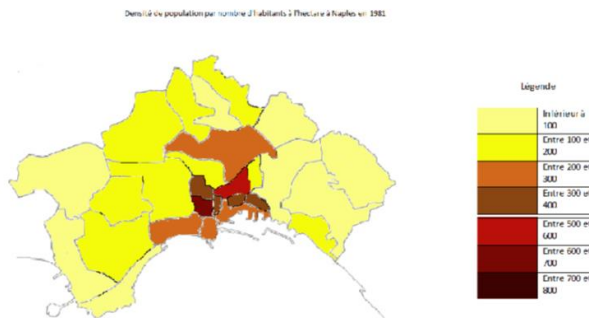 Densité de population par nombre d'habitants à l'hectare à Naples en 1981
Légende
Inférieur à
100
Entre 100 et
200
Entre 200 et
300
Entre 300 et
400
Entre 500 et
600
Entre 600 et
700
Entre 700 et
800